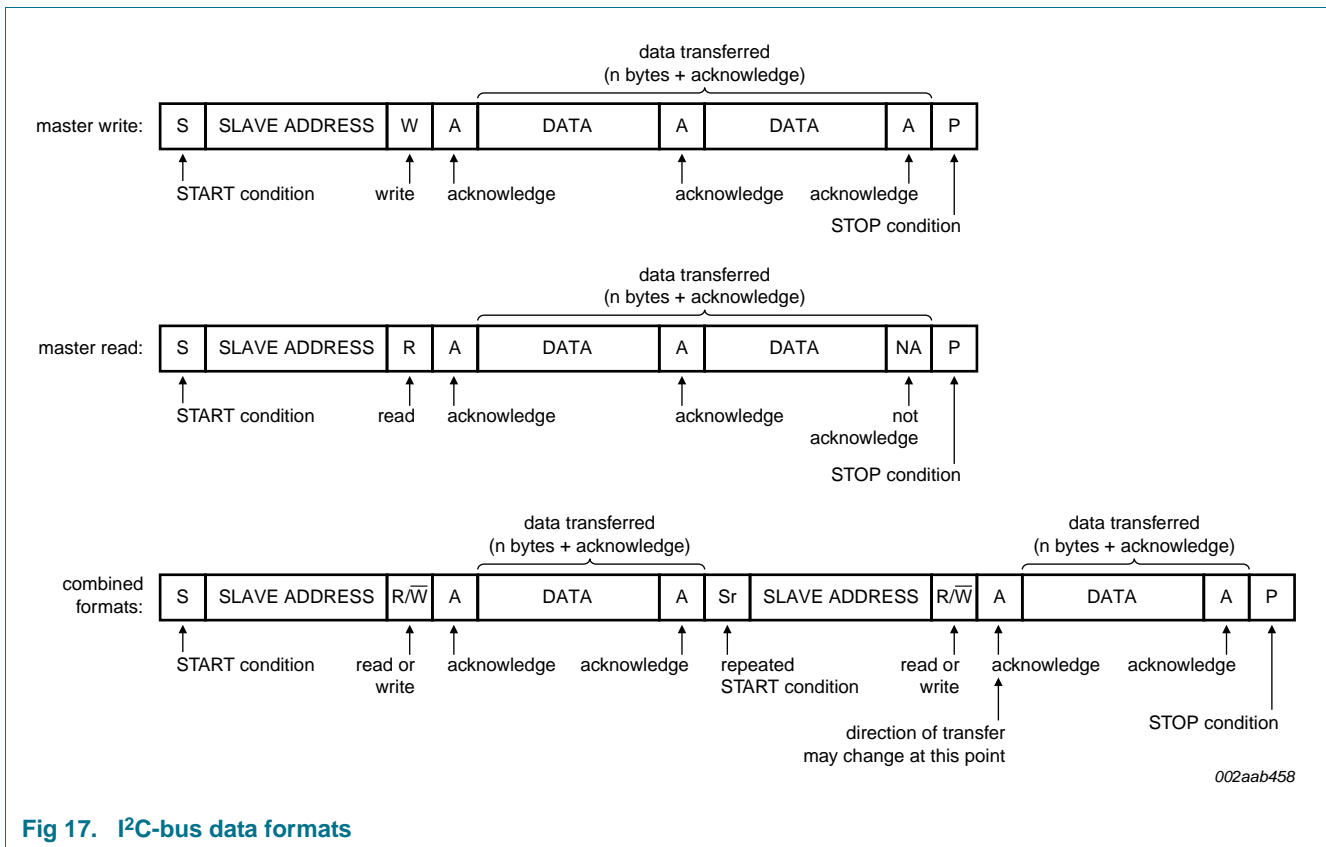 data transferred
(n bytes + acknowledge)
master write: S SLAVE ADDRESS W A DATA A DATA A P
START condition write acknowledge acknowledge acknowledge
STOP condition
data transferred
(n bytes + acknowledge)
master read: S SLAVE ADDRESS R A DATA A DATA NA P
START condition read acknowledge acknowledge not
acknowledge
STOP condition
data transferred data transferred
(n bytes + acknowledge) (n bytes + acknowledge)
combined
formats: S SLAVE ADDRESS R/W̅ A DATA A Sr SLAVE ADDRESS R/W̅ A DATA A P
START condition read or acknowledge acknowledge repeated read or acknowledge acknowledge
write START condition write
STOP condition
direction of transfer
may change at this point
002aab458
Fig 17. I²C-bus data formats